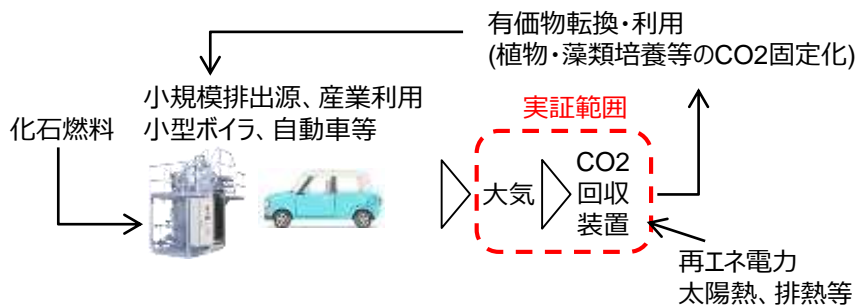 有価物転換・利用
(植物・藻類培養等のCO2固定化)
小規模排出源、産業利用
小型ボイラ、自動車等
化石燃料
実証範囲
大気
CO2
回収
装置
再エネ電力
太陽熱、排熱等